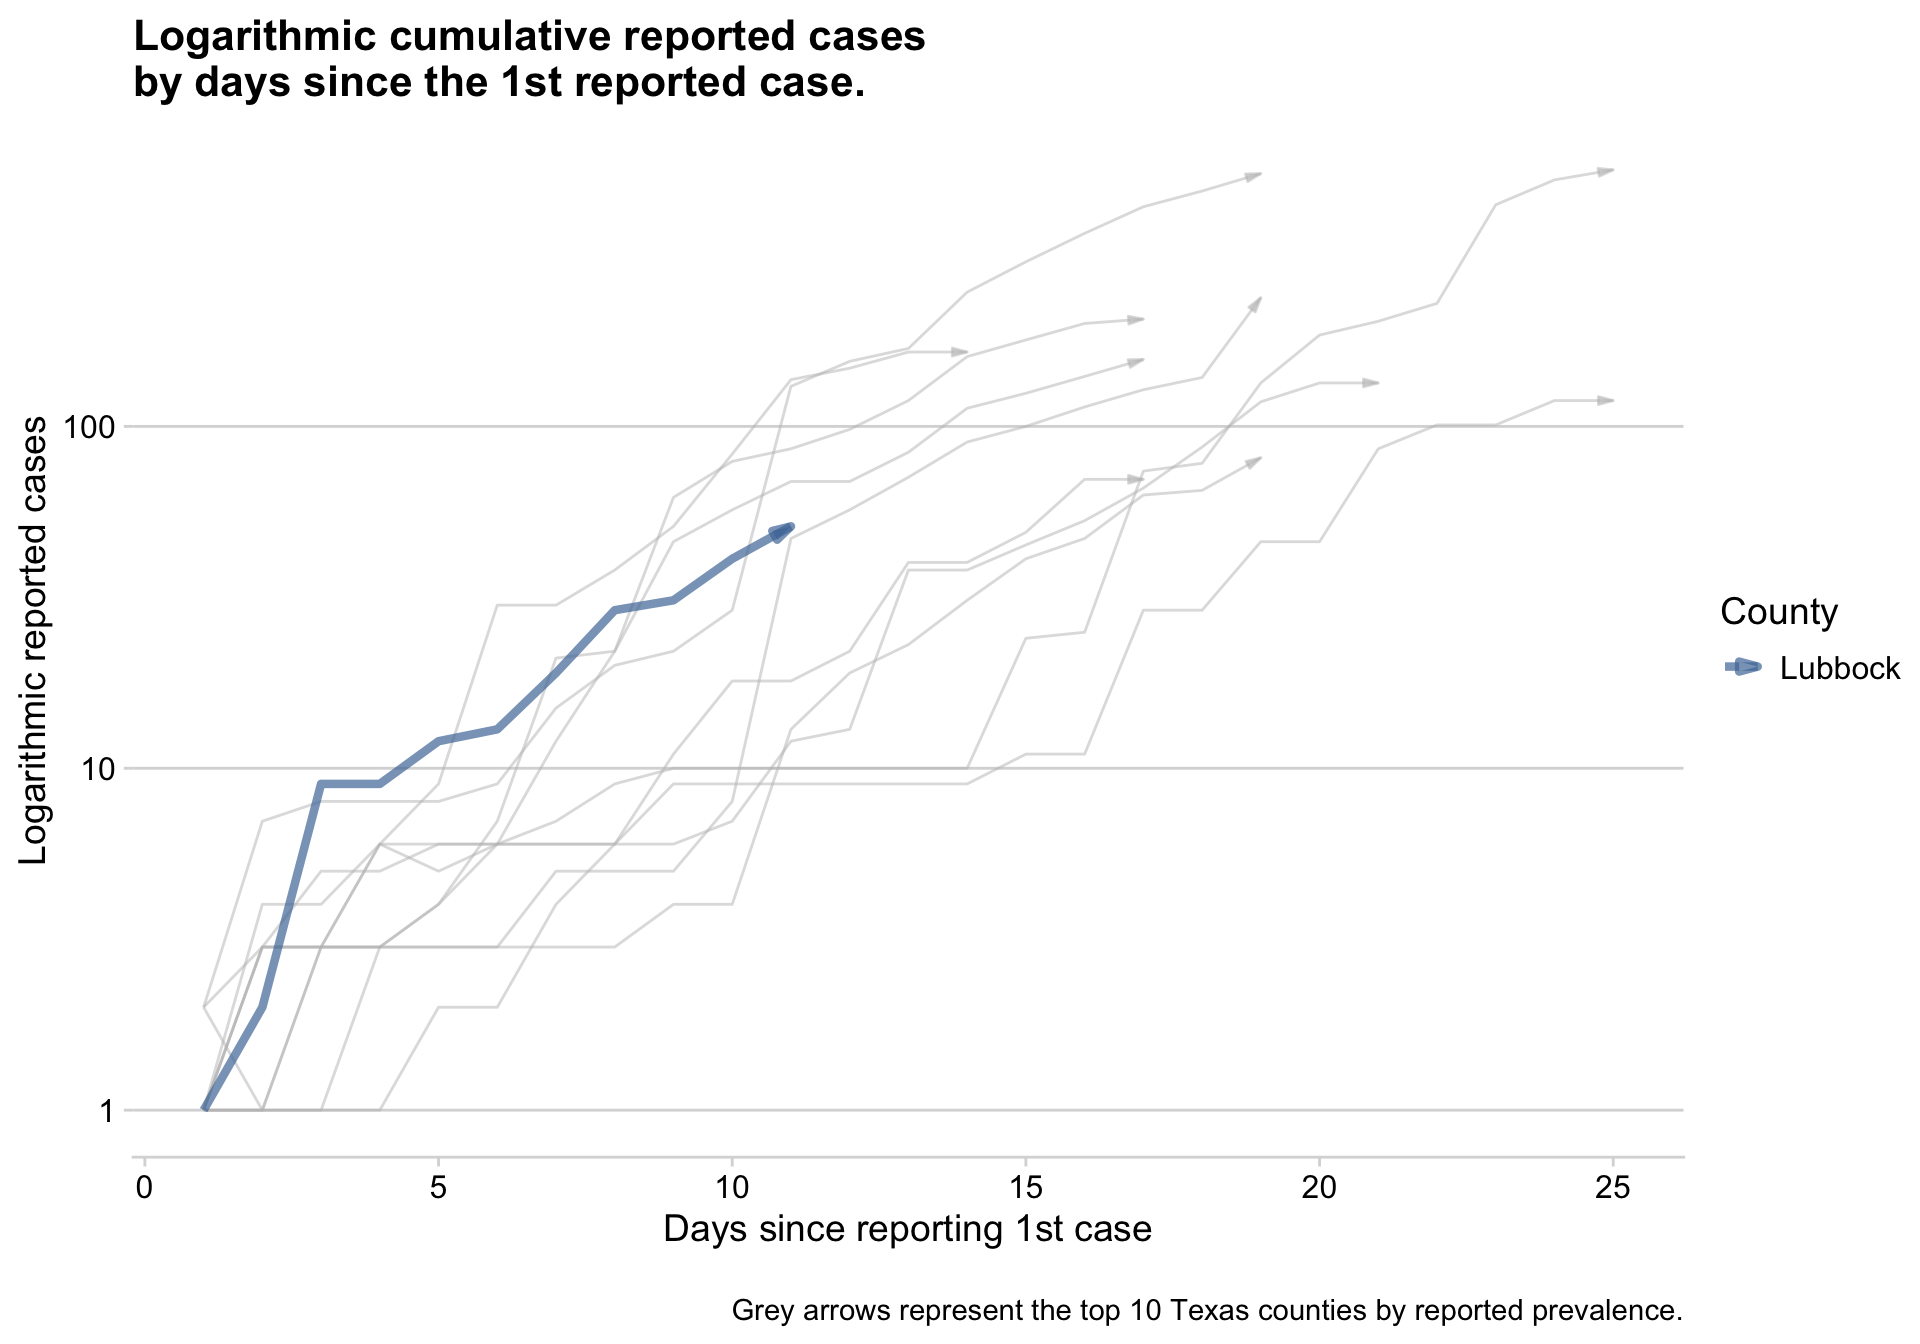 Logarithmic cumulative reported cases
by days since the 1st reported case.
Logarithmic reported cases
100
10
1
0 5 10 15 20 25
Days since reporting 1st case
County
Lubbock
Grey arrows represent the top 10 Texas counties by reported prevalence.